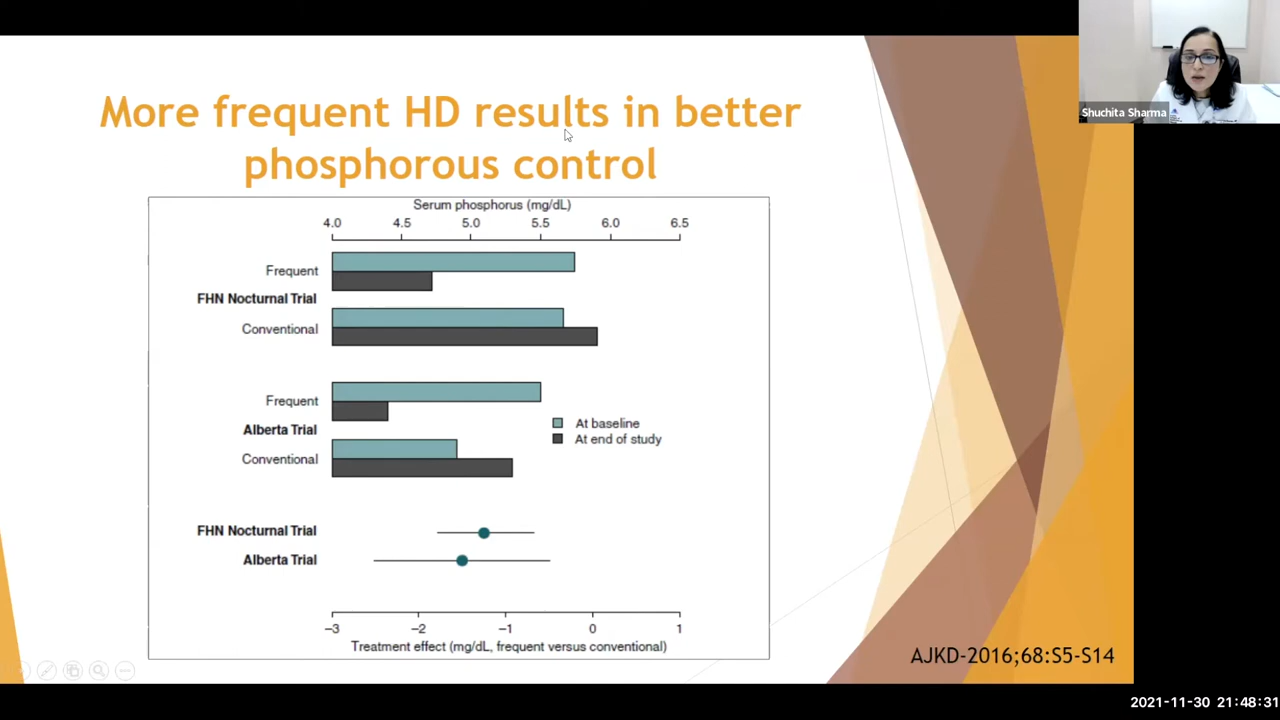 More frequent HD results in better
phosphorous control
Shuchita Sharma
Serum phosphorus (mg/dL)
4.0 4.5 5.0 5.5 6.0 6.5
Frequent
FHN Nocturnal Trial
Conventional
Frequent
Alberta Trial
Conventional
At baseline
At end of study
FHN Nocturnal Trial
Alberta Trial
−3 −2 −1 0 1
Treatment effect (mg/dL, frequent versus conventional)
AJKD-2016;68:S5-S14
2021-11-30 21:48:31